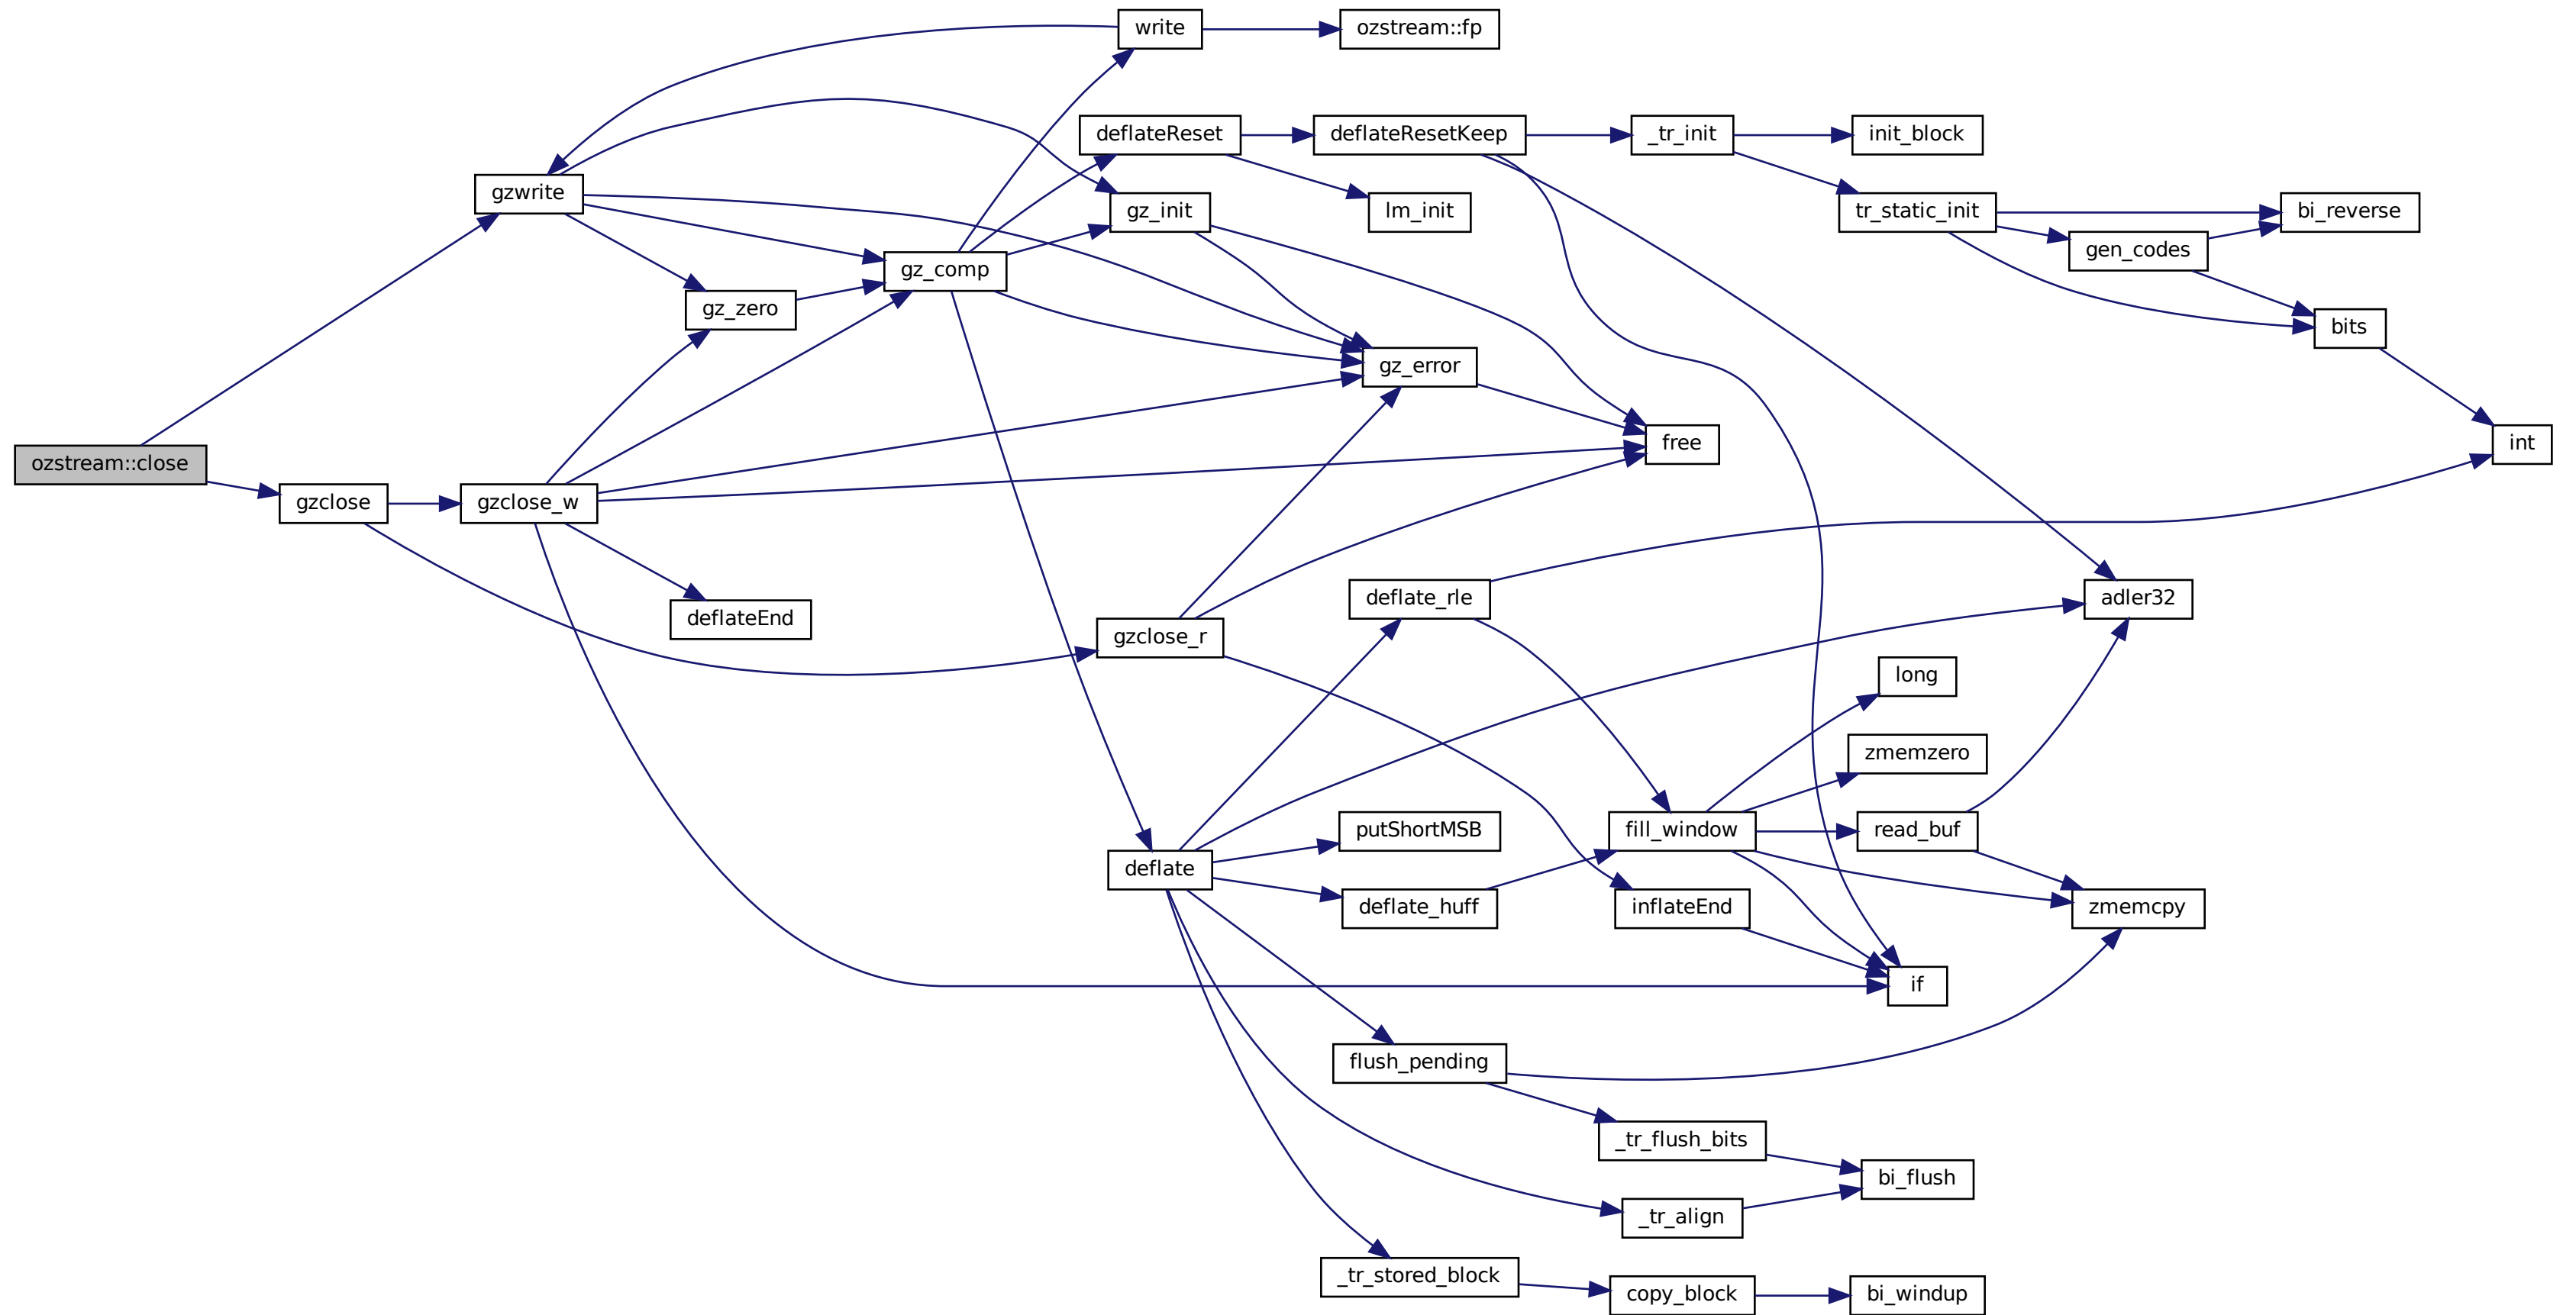 write
ozstream::fp
deflateReset
deflateResetKeep
_tr_init
init_block
gzwrite
gz_init
lm_init
tr_static_init
bi_reverse
gen_codes
gz_comp
gz_zero
bits
gz_error
free
int
ozstream::close
gzclose
gzclose_w
deflateEnd
deflate_rle
adler32
gzclose_r
long
zmemzero
putShortMSB
fill_window
read_buf
deflate
deflate_huff
inflateEnd
zmemcpy
if
flush_pending
_tr_flush_bits
bi_flush
_tr_align
_tr_stored_block
copy_block
bi_windup